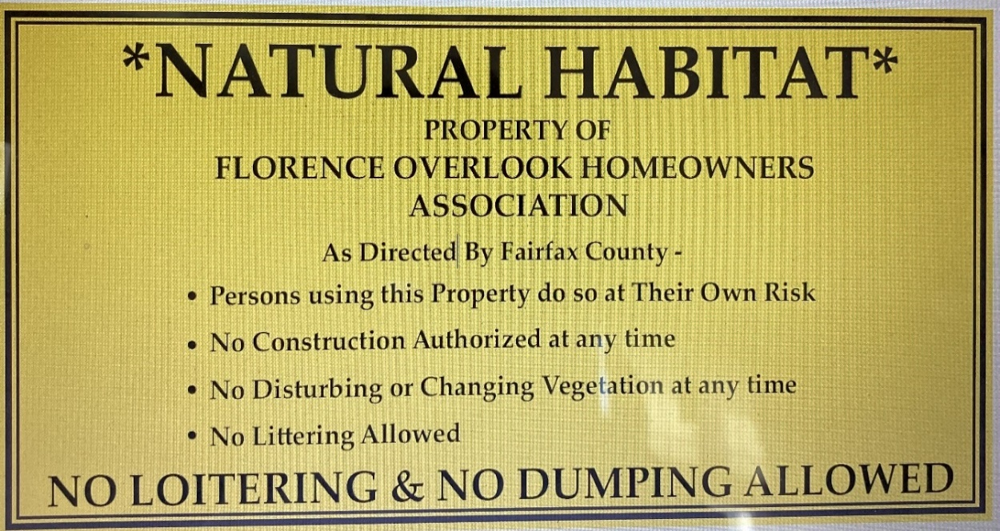 *NATURAL HABITAT*
PROPERTY OF
FLORENCE OVERLOOK HOMEOWNERS
ASSOCIATION
As Directed By Fairfax County -
• Persons using this Property do so at Their Own Risk
• No Construction Authorized at any time
• No Disturbing or Changing Vegetation at any time
• No Littering Allowed
NO LOITERING & NO DUMPING ALLOWED